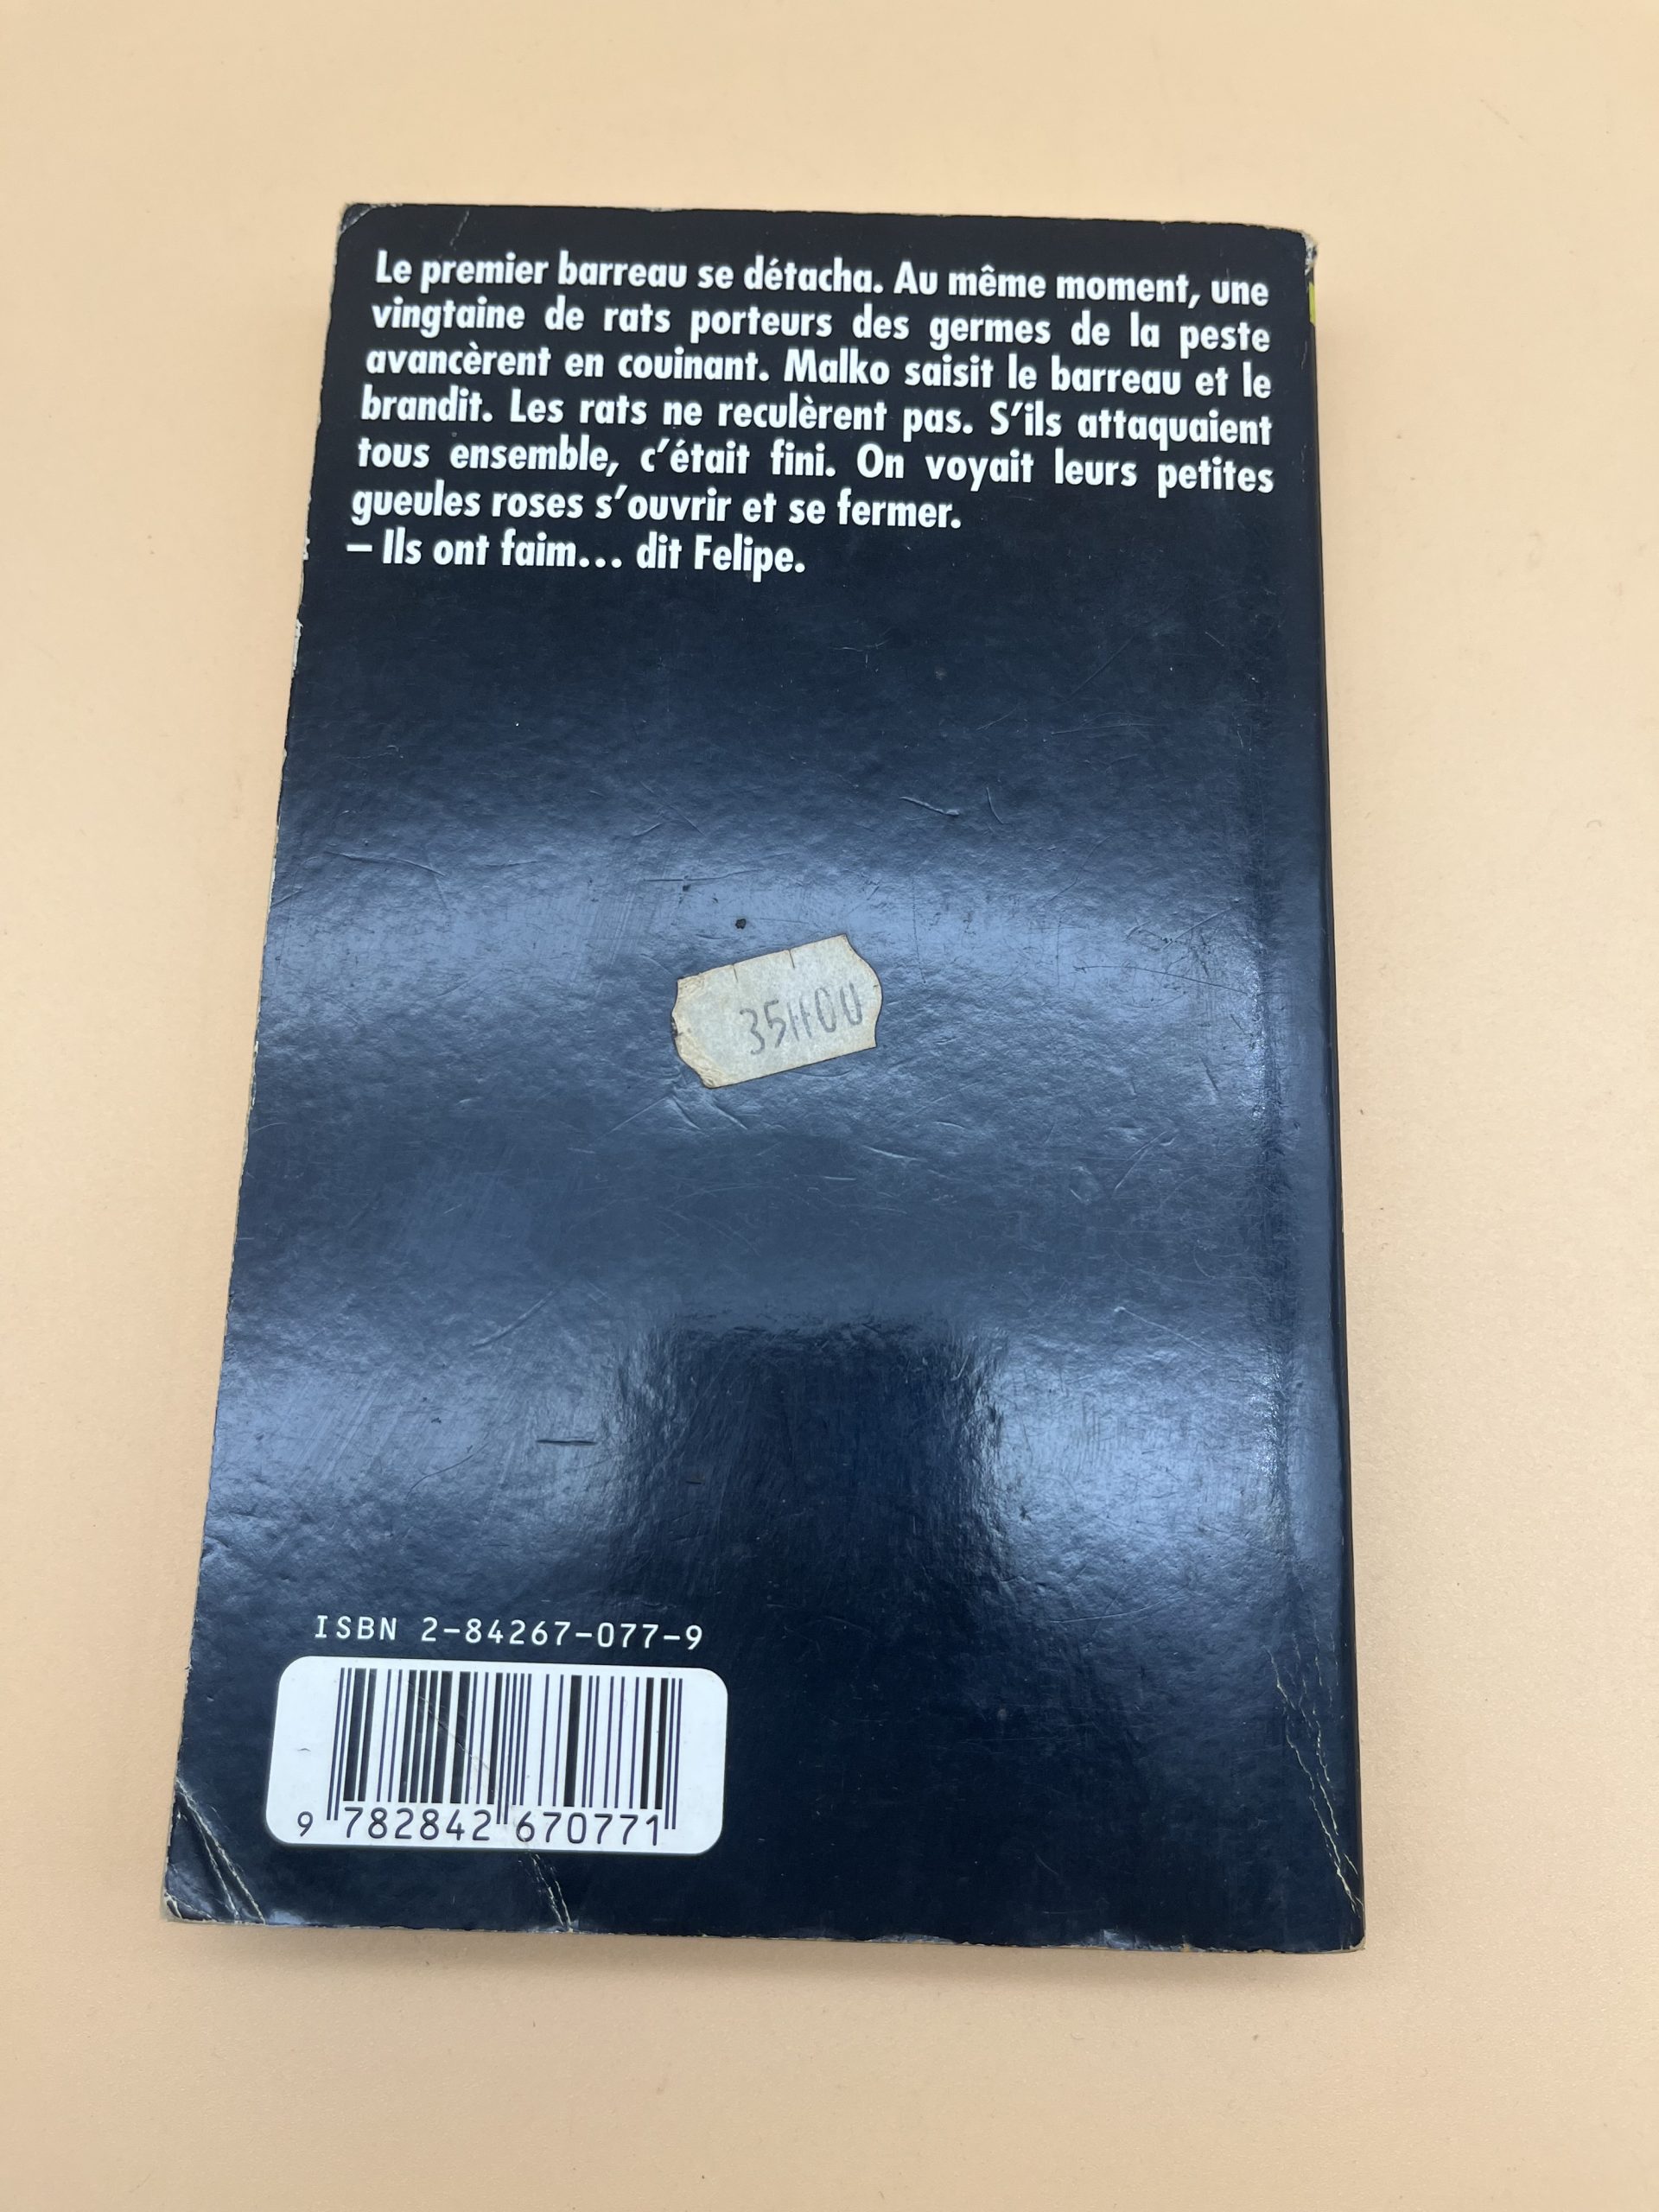 Le premier barreau se détacha. Au même moment, une
vingtaine de rats porteurs des germes de la peste
avancèrent en couinant. Malko saisit le barreau et le
brandit. Les rats ne reculèrent pas. S'ils attaquaient
tous ensemble, c'était fini. On voyait leurs petites
gueules roses s'ouvrir et se fermer.
– Ils ont faim... dit Felipe.
ISBN 2-84267-077-9
9 782842 670771